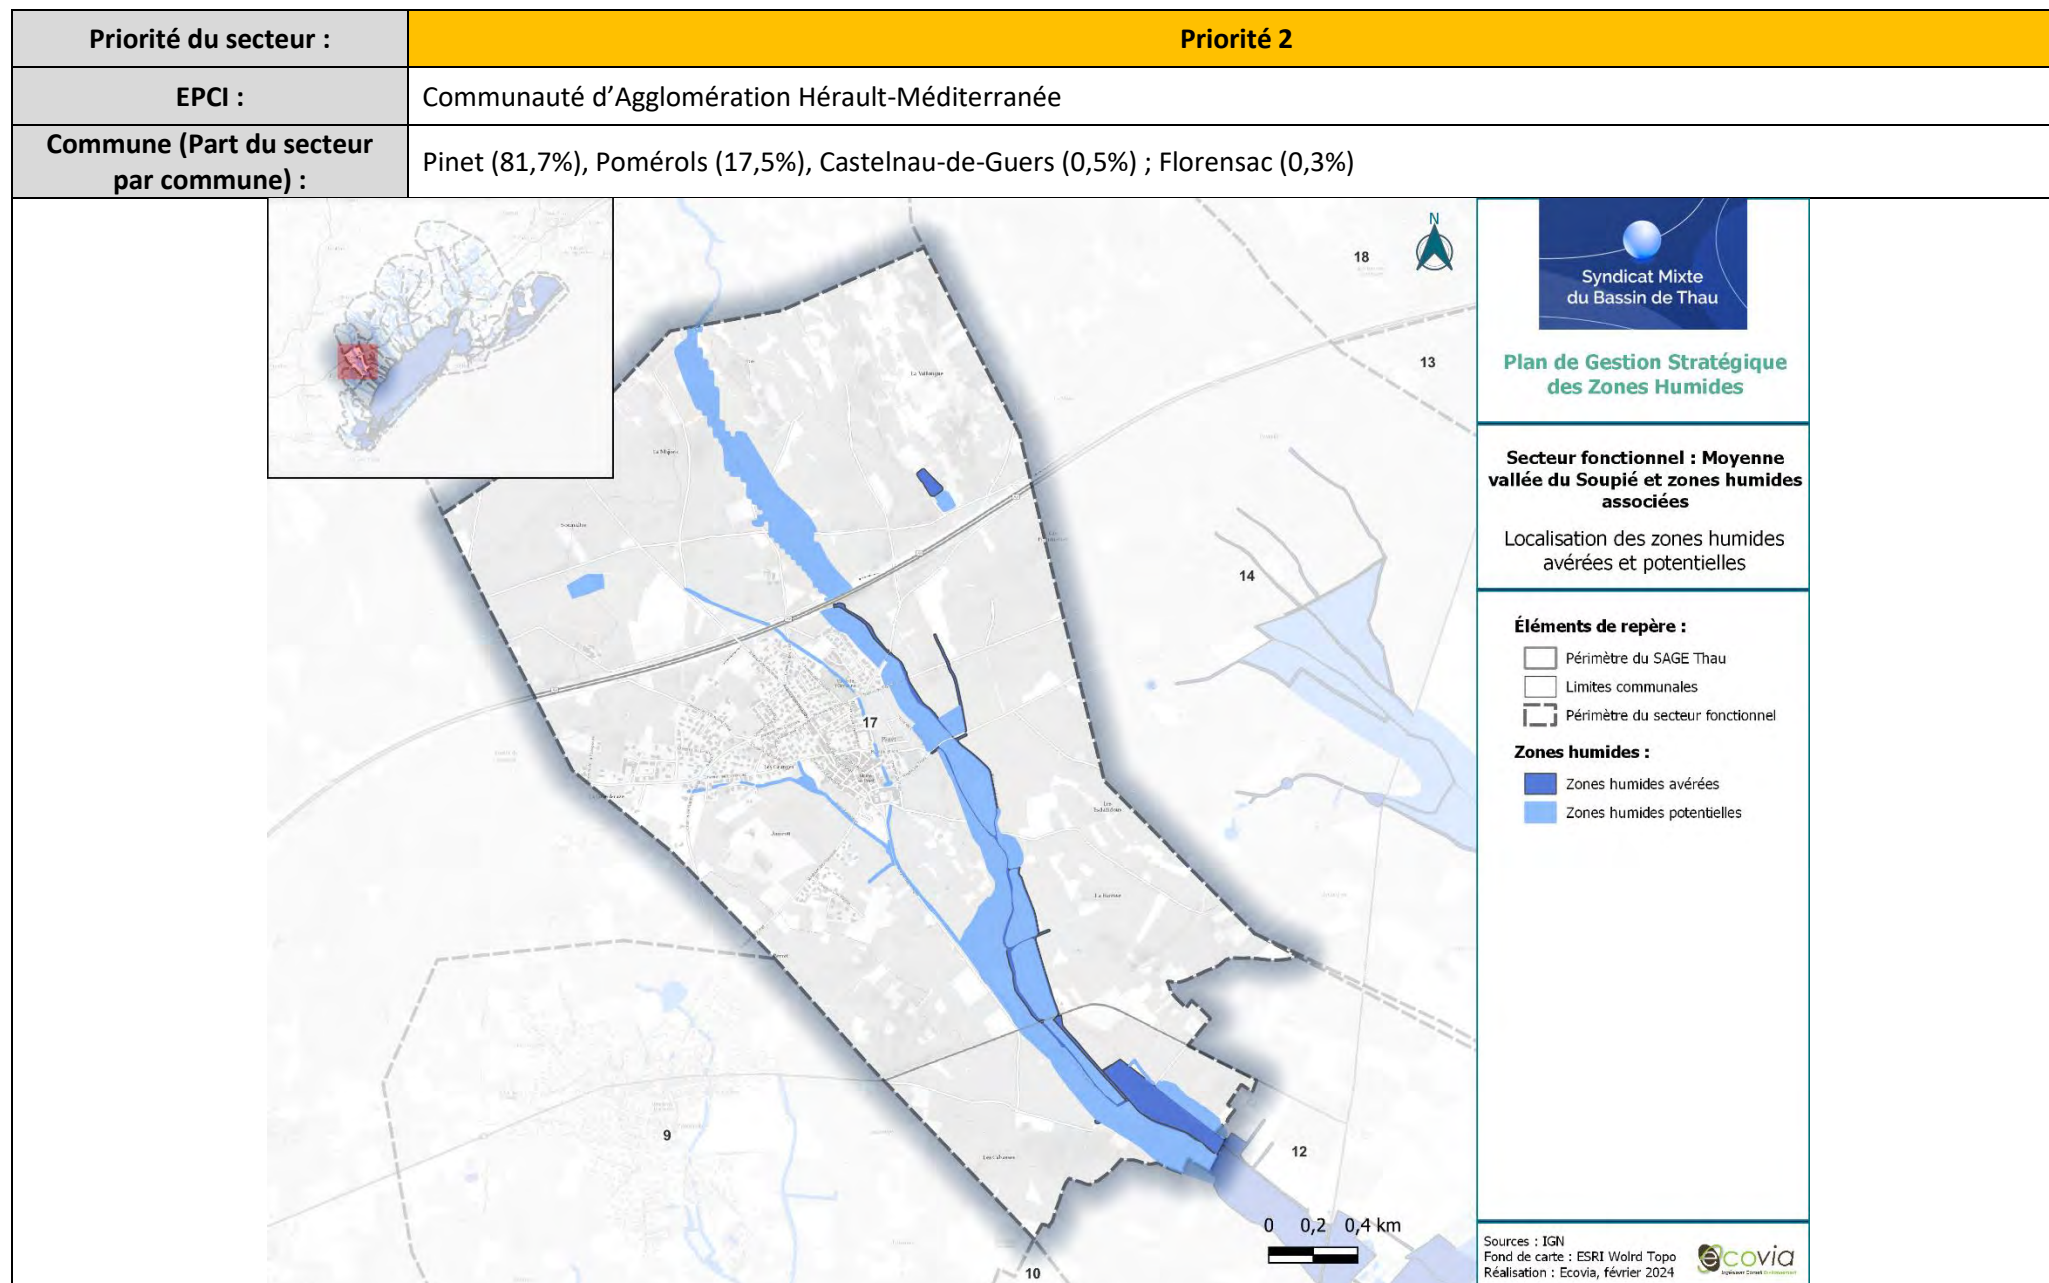 Priorité du secteur :
Priorité 2
EPCI :
Communauté d’Agglomération Hérault-Méditerranée
Commune (Part du secteur
par commune) :
Pinet (81,7%), Pomérols (17,5%), Castelnau-de-Guers (0,5%) ; Florensac (0,3%)
N
18
13
14
17
9
12
10
0 0,2 0,4 km
Syndicat Mixte
du Bassin de Thau
Plan de Gestion Stratégique
des Zones Humides
Secteur fonctionnel : Moyenne
vallée du Soupié et zones humides
associées
Localisation des zones humides
avérées et potentielles
Éléments de repère :
Périmètre du SAGE Thau
Limites communales
Périmètre du secteur fonctionnel
Zones humides :
Zones humides avérées
Zones humides potentielles
Sources : IGN
Fond de carte : ESRI Wolrd Topo
Réalisation : Ecovia, février 2024
ecovia